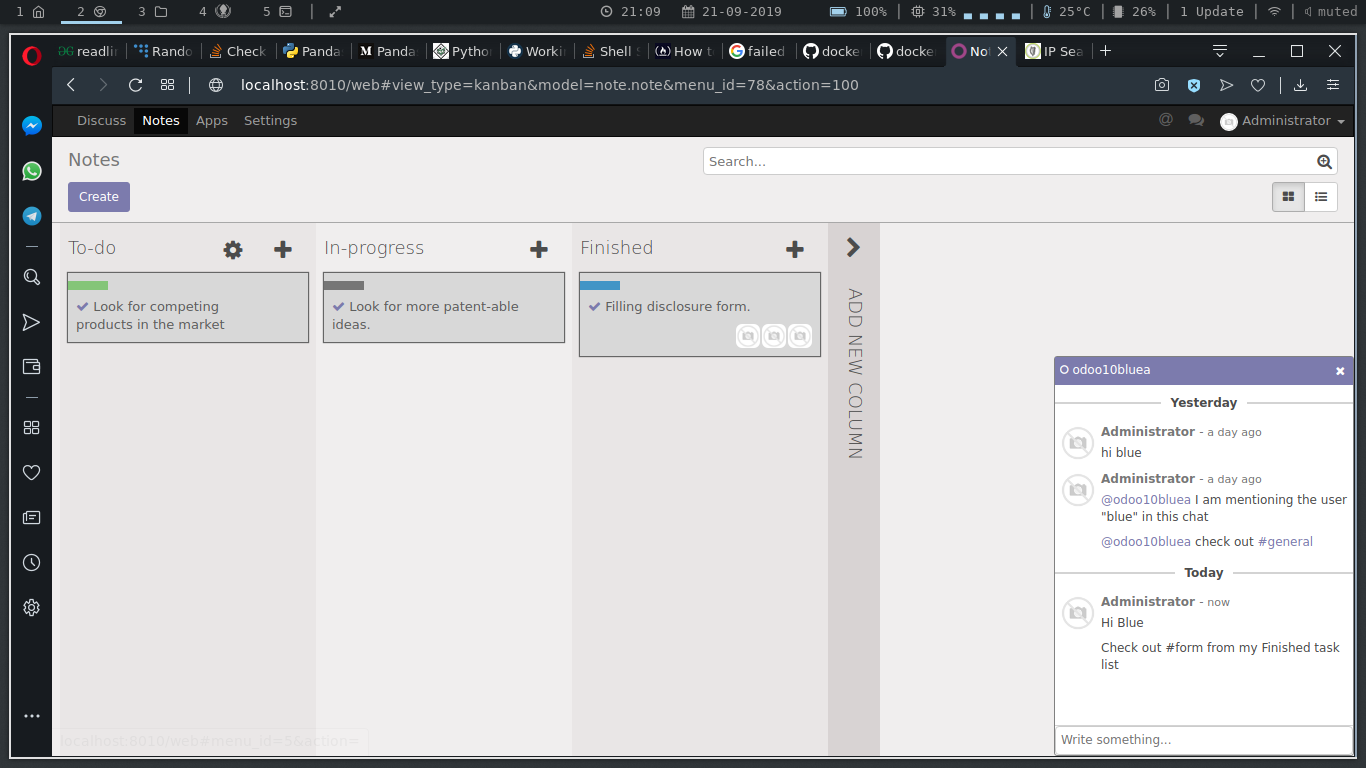 1 2 3 4 5 21:09 21-09-2019 100% 31% 25°C 26% 1 Update muted
readlin Rando Check Panda Panda Pytho Worki Shell S How t failed docke docke Not IP Sea
localhost:8010/web#view_type=kanban&model=note.note&menu_id=78&action=100
Discuss Notes Apps Settings @ Administrator
Notes Search...
Create
To-do In-progress Finished
Look for competing
products in the market
Look for more patent-able
ideas.
Filling disclosure form.
ADD NEW COLUMN
odoo10bluea
Yesterday
Administrator - a day ago
hi blue
Administrator - a day ago
@odoo10bluea I am mentioning the user
"blue" in this chat
@odoo10bluea check out #general
Today
Administrator - now
Hi Blue
Check out #form from my Finished task
list
Write something...
localhost:8010/web#menu_id=5&action=